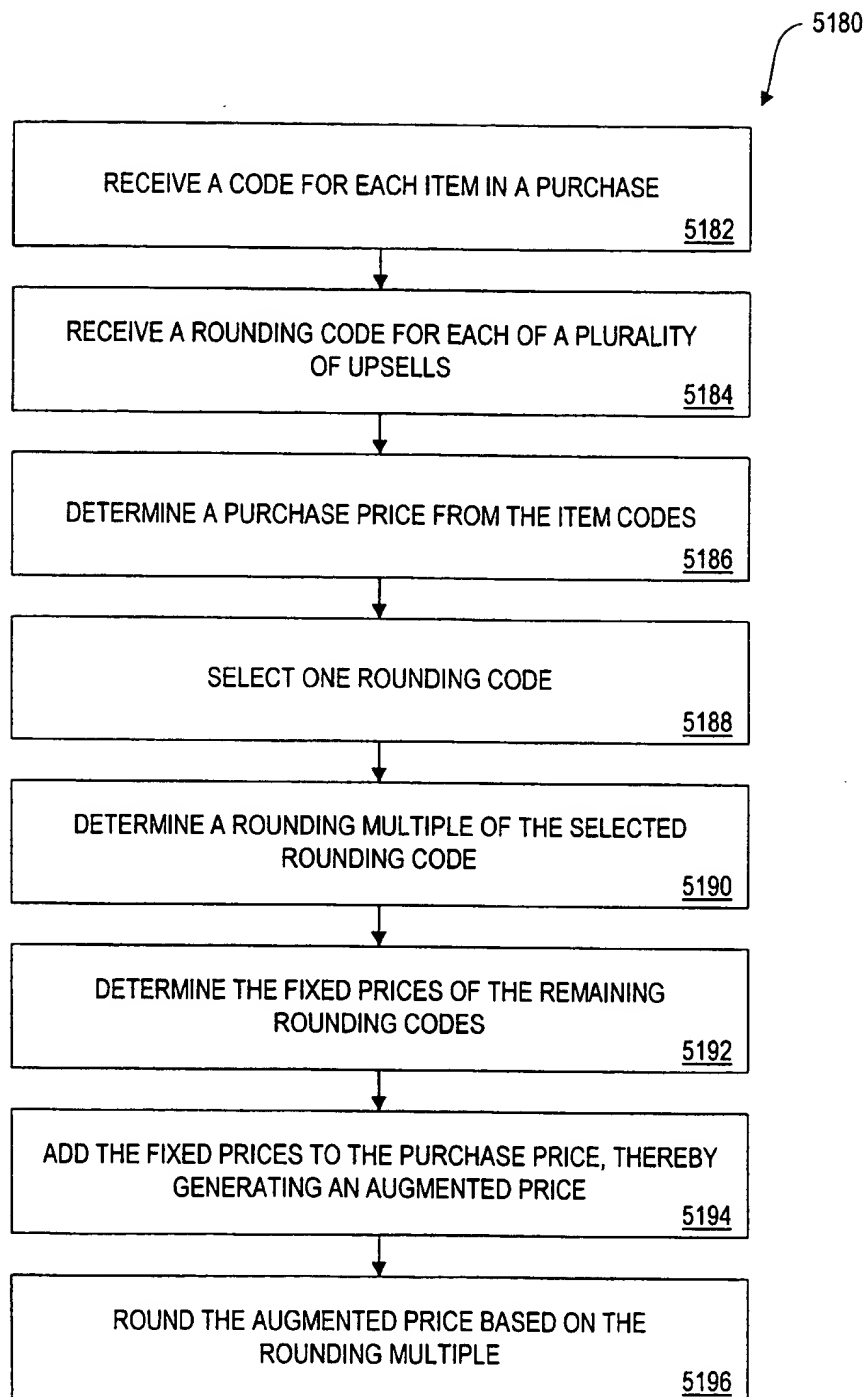 5180
RECEIVE A CODE FOR EACH ITEM IN A PURCHASE
5182
RECEIVE A ROUNDING CODE FOR EACH OF A PLURALITY
OF UPSELLS
5184
DETERMINE A PURCHASE PRICE FROM THE ITEM CODES
5186
SELECT ONE ROUNDING CODE
5188
DETERMINE A ROUNDING MULTIPLE OF THE SELECTED
ROUNDING CODE
5190
DETERMINE THE FIXED PRICES OF THE REMAINING
ROUNDING CODES
5192
ADD THE FIXED PRICES TO THE PURCHASE PRICE, THEREBY
GENERATING AN AUGMENTED PRICE
5194
ROUND THE AUGMENTED PRICE BASED ON THE
ROUNDING MULTIPLE
5196